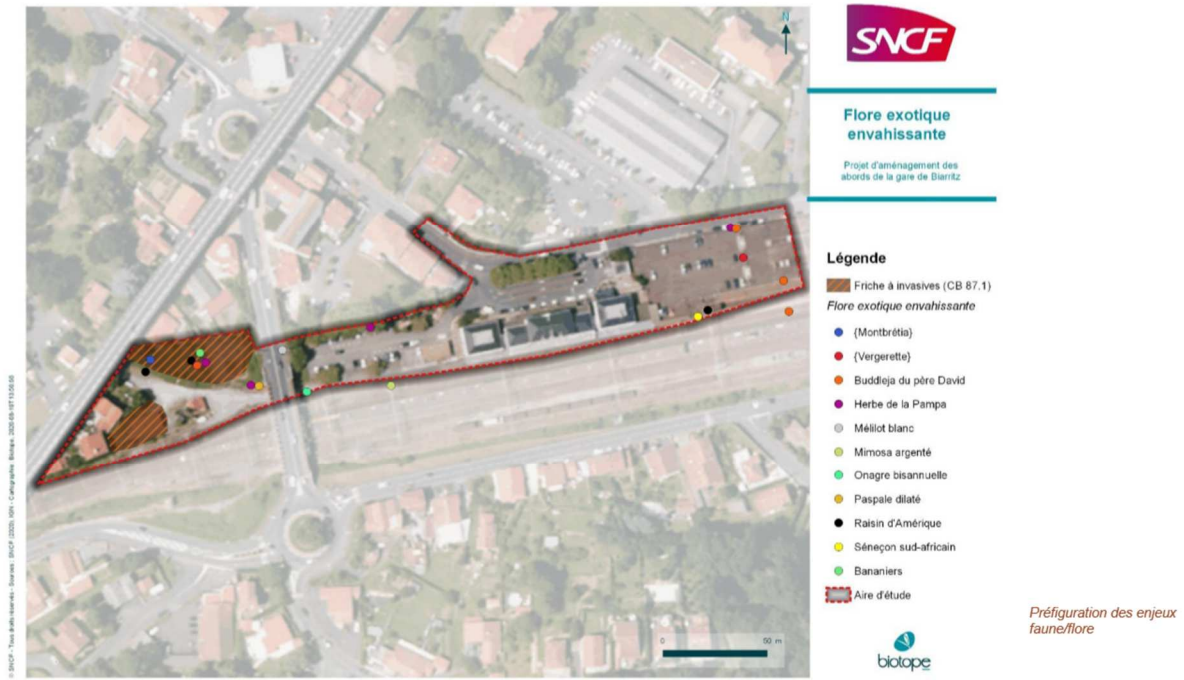 N
SNCF
Flore exotique
envahissante
Projet d'aménagement des
abords de la gare de Biarritz
Légende
Friche à invasives (CB 87.1)
Flore exotique envahissante
{Montbrétia}
{Vergerette}
Buddleja du père David
Herbe de la Pampa
Mélilot blanc
Mimosa argenté
Onagre bisannuelle
Paspale dilaté
Raisin d'Amérique
Séneçon sud-africain
Bananiers
Aire d'étude
0 50 m
biotope
Préfiguration des enjeux
faune/flore